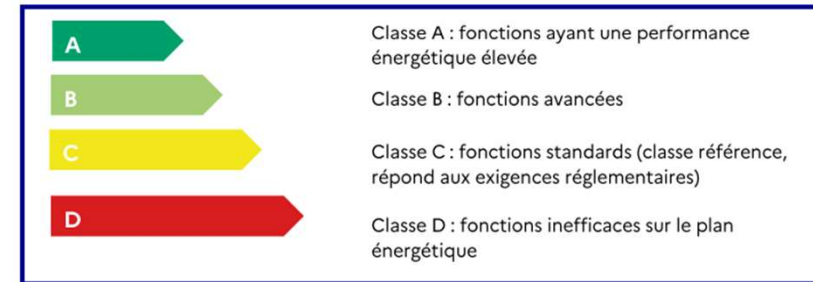 A
Classe A : fonctions ayant une performance
énergétique élevée
B
Classe B : fonctions avancées
C
Classe C : fonctions standards (classe référence,
répond aux exigences réglementaires)
D
Classe D : fonctions inefficaces sur le plan
énergétique